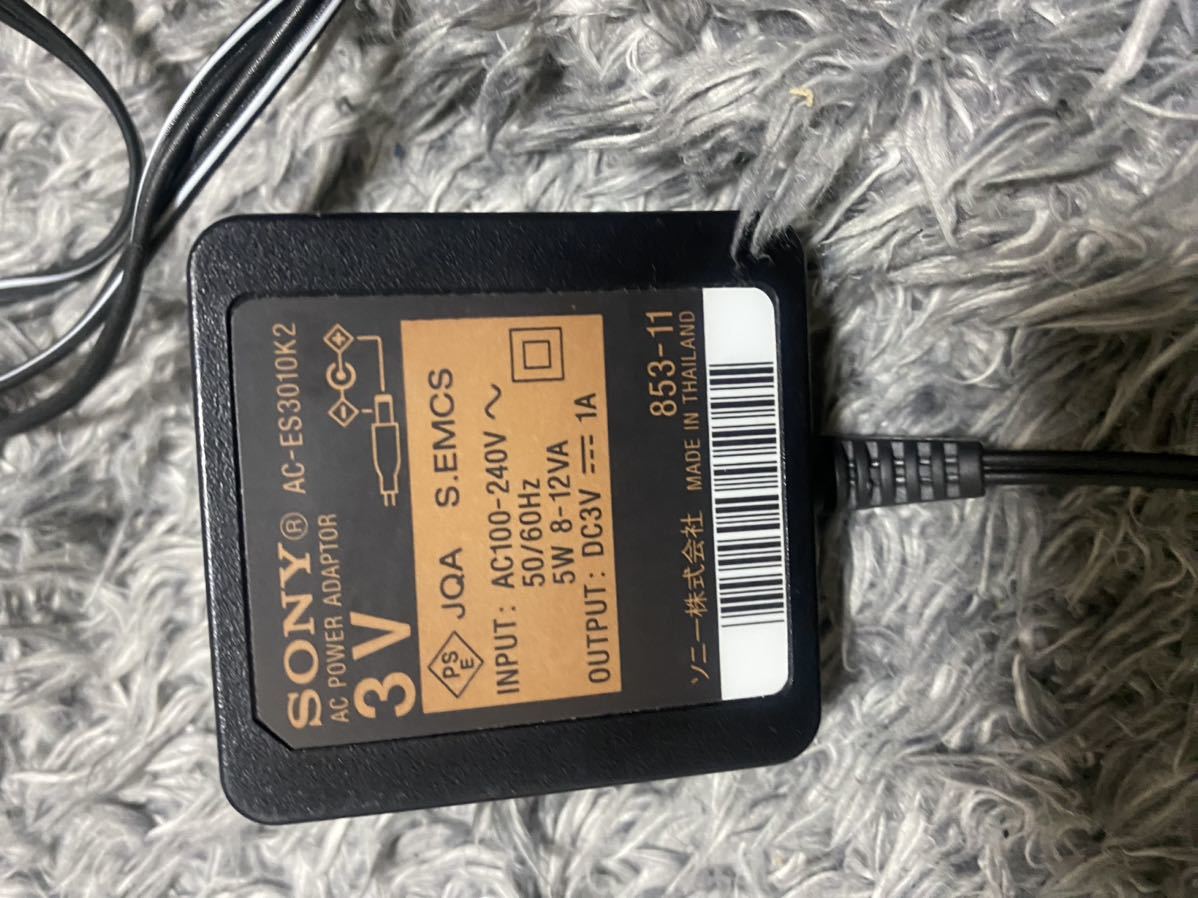 SONY® AC-ES3010K2
AC POWER ADAPTOR
3V
- C +
PSE JQA S.EMCS
INPUT: AC100-240V ~
50/60Hz
5W 8-12VA
OUTPUT: DC3V ⎓ 1A
853-11
ソニー株式会社 MADE IN THAILAND